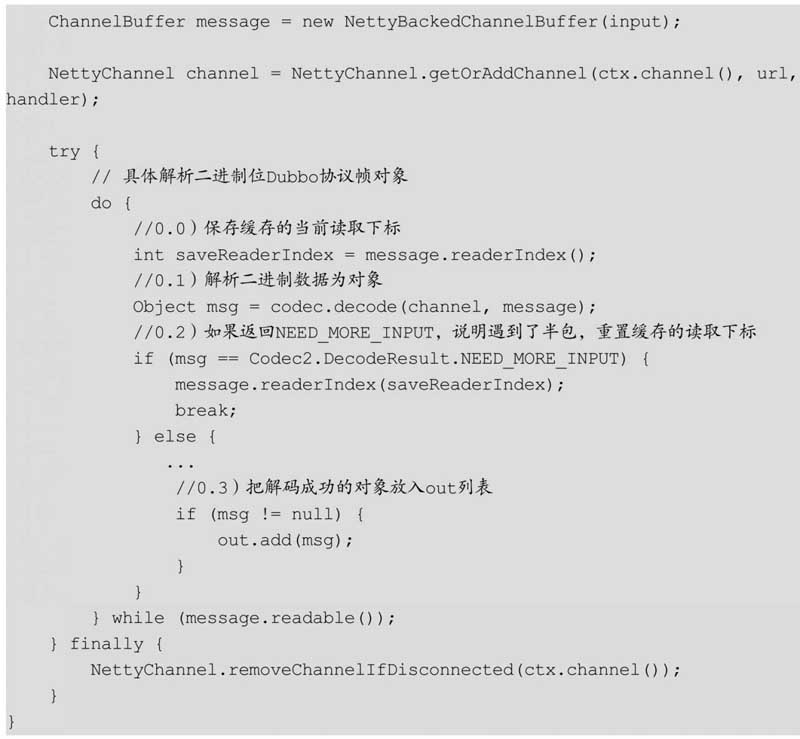 ChannelBuffer message = new NettyBackedChannelBuffer(input);
NettyChannel channel = NettyChannel.getOrAddChannel(ctx.channel(), url,
handler);
try {
// 具体解析二进制位Dubbo协议帧对象
do {
//0.0）保存缓存的当前读取下标
int saveReaderIndex = message.readerIndex();
//0.1）解析二进制数据为对象
Object msg = codec.decode(channel, message);
//0.2）如果返回NEED_MORE_INPUT，说明遇到了半包，重置缓存的读取下标
if (msg == Codec2.DecodeResult.NEED_MORE_INPUT) {
message.readerIndex(saveReaderIndex);
break;
} else {
...
//0.3）把解码成功的对象放入out列表
if (msg != null) {
out.add(msg);
}
}
} while (message.readable());
} finally {
NettyChannel.removeChannelIfDisconnected(ctx.channel());
}
}